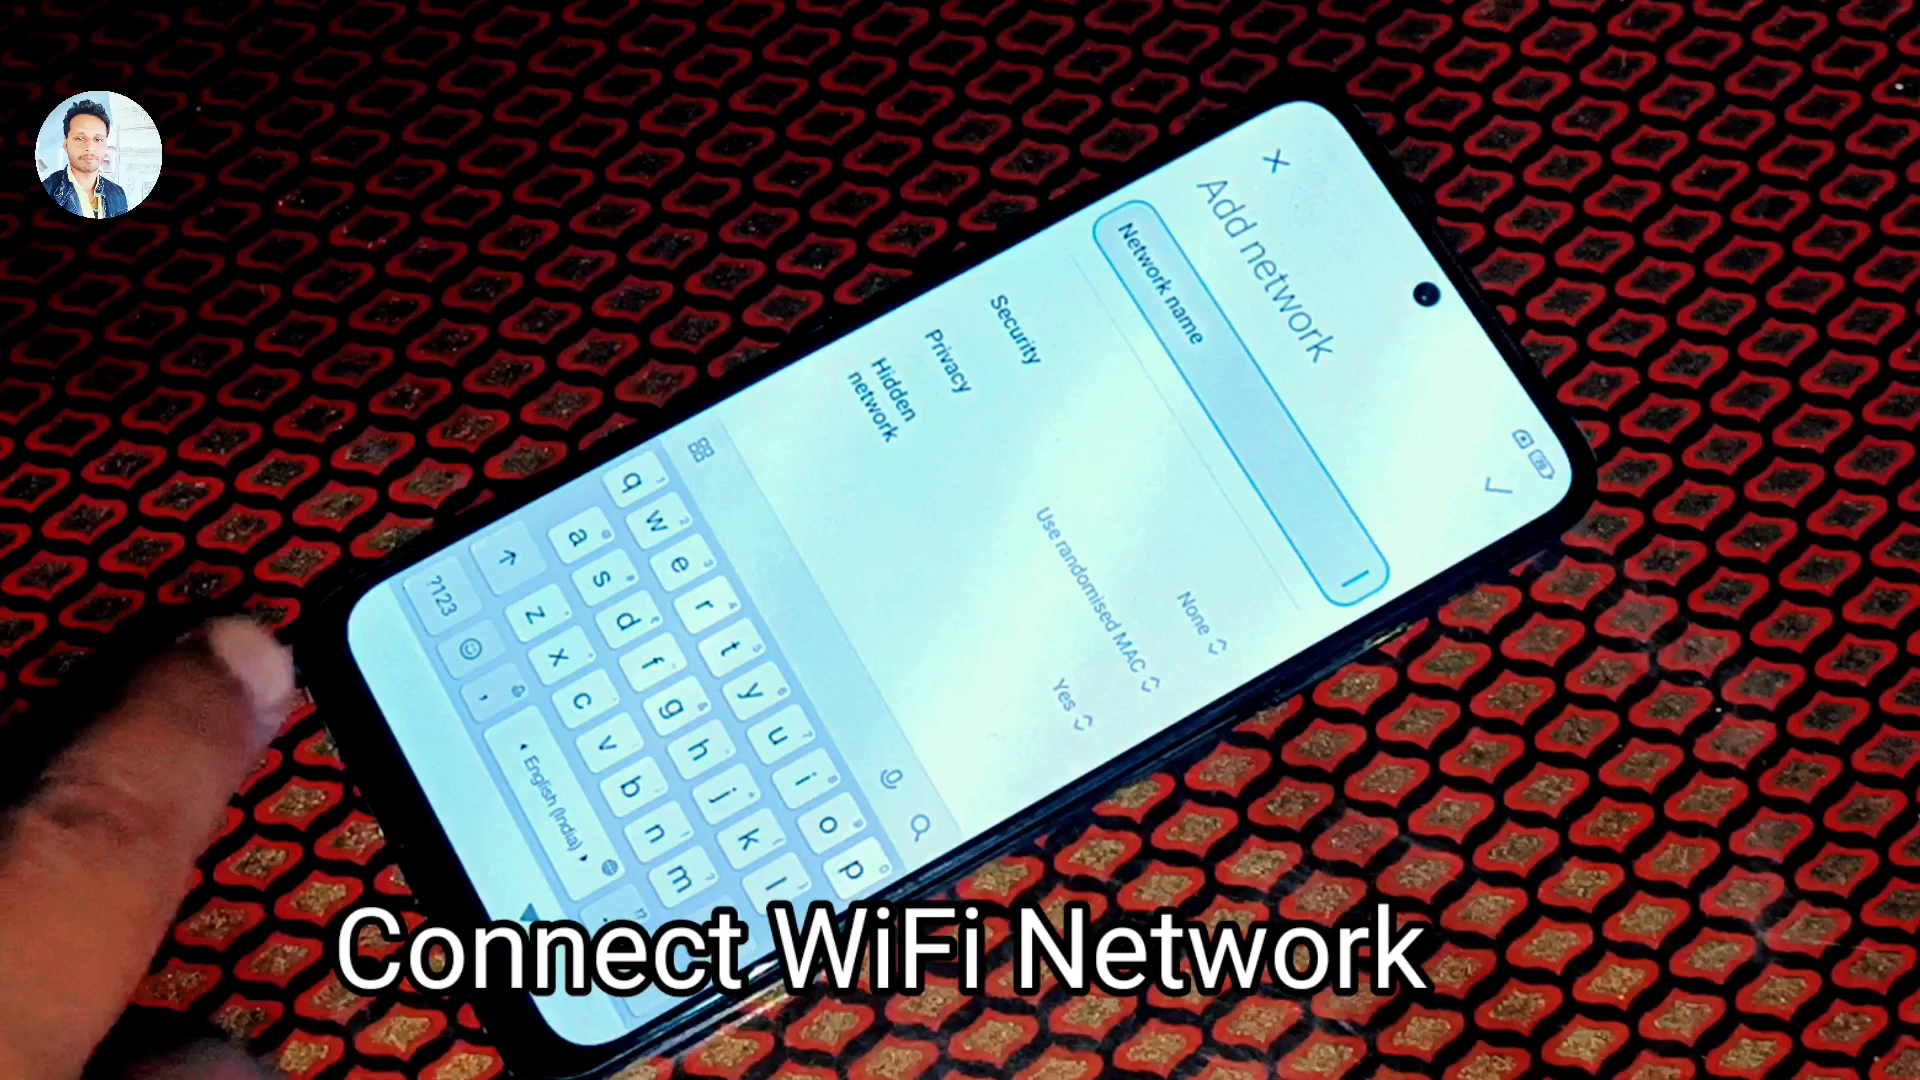 Add network
Network name
Security
None
Privacy
Use randomised MAC
Hidden
network
Yes
q w e r t y u i o p
a s d f g h j k l
z x c v b n m
?123
,
English (India)
Connect WiFi Network